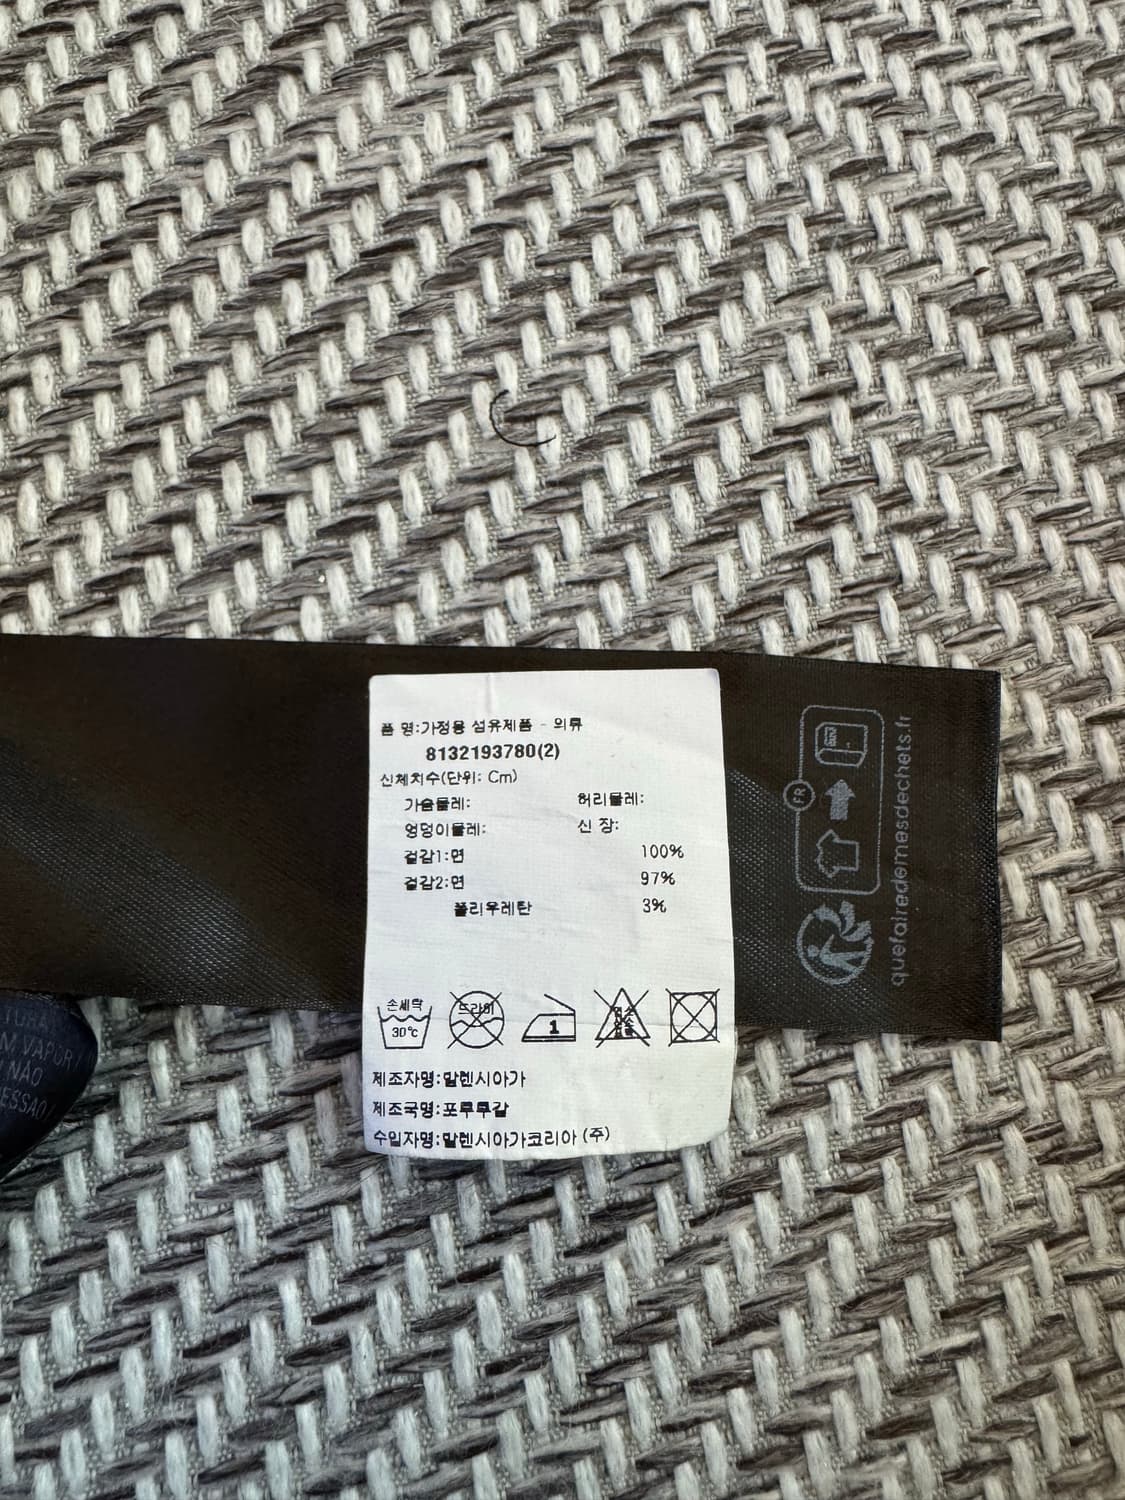 품 명:가정용 섬유제품 - 의류
8132193780(2)
신체치수(단위: Cm)
가슴둘레: 허리둘레:
엉덩이둘레: 신 장:
겉감1:면 100%
겉감2:면 97%
폴리우레탄 3%
손세탁
30℃
드라이
1
제조자명:발렌시아가
제조국명:포루투갈
수입자명:발렌시아가코리아 (주)
FR
quefairedemesdechets.fr
VAPOR
NÃO